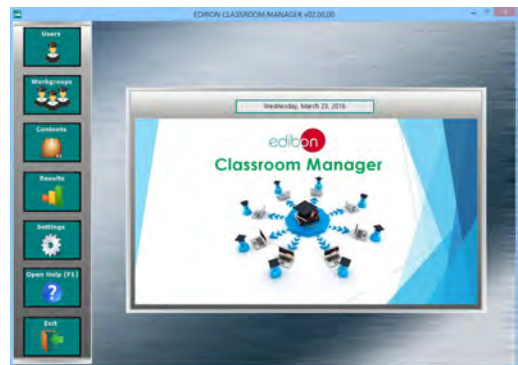 EDIBON CLASSROOM MANAGER v02.00.00
Users
Workgroups
Contents
Results
Settings
Open Help (F1)
Exit
Wednesday, March 23, 2016
edibon
Classroom Manager